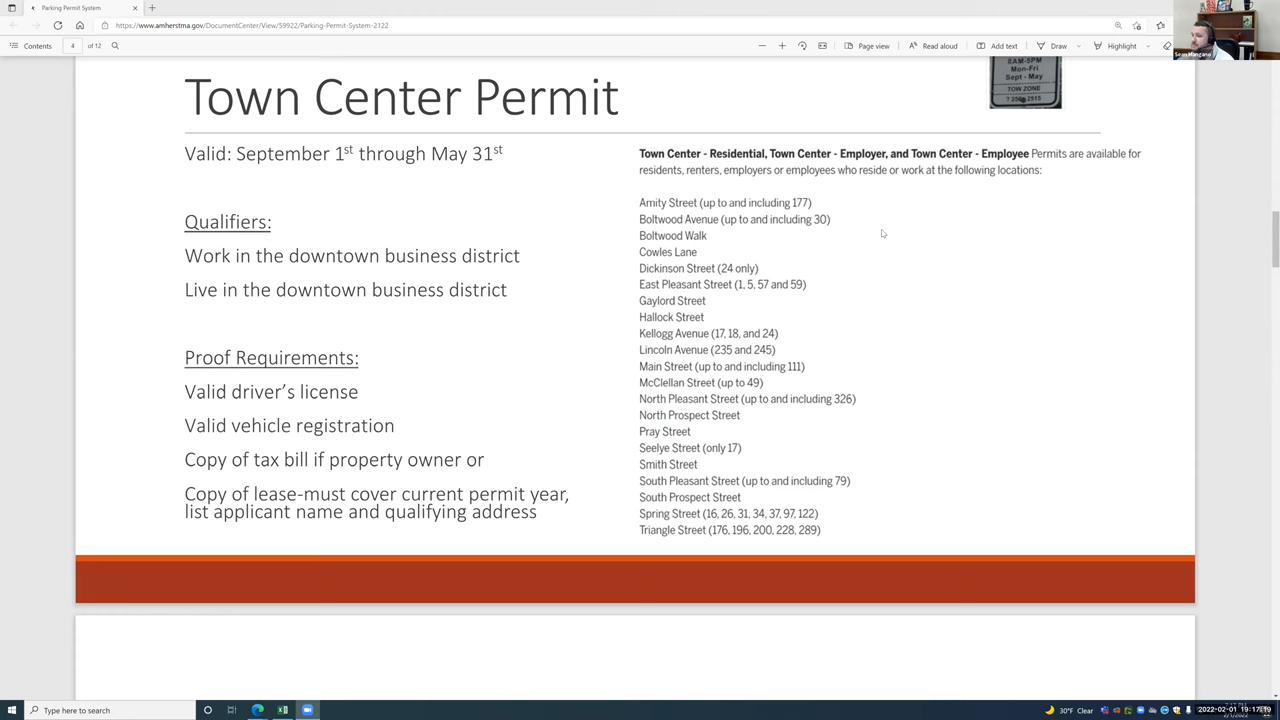 Parking Permit System
https://www.amherstma.gov/DocumentCenter/View/59922/Parking-Permit-System-2122
Contents
4
of 12
Page view
Read aloud
Add text
Draw
Highlight
Sean Mangano
8AM-5PM
Mon-Fri
Sept - May
TOW ZONE
Town Center Permit
Valid: September 1st through May 31st
Qualifiers:
Work in the downtown business district
Live in the downtown business district
Proof Requirements:
Valid driver's license
Valid vehicle registration
Copy of tax bill if property owner or
Copy of lease-must cover current permit year,
list applicant name and qualifying address
Town Center - Residential, Town Center - Employer, and Town Center - Employee Permits are available for
residents, renters, employers or employees who reside or work at the following locations:
Amity Street (up to and including 177)
Boltwood Avenue (up to and including 30)
Boltwood Walk
Cowles Lane
Dickinson Street (24 only)
East Pleasant Street (1, 5, 57 and 59)
Gaylord Street
Hallock Street
Kellogg Avenue (17, 18, and 24)
Lincoln Avenue (235 and 245)
Main Street (up to and including 111)
McClellan Street (up to 49)
North Pleasant Street (up to and including 326)
North Prospect Street
Pray Street
Seelye Street (only 17)
Smith Street
South Pleasant Street (up to and including 79)
South Prospect Street
Spring Street (16, 26, 31, 34, 37, 97, 122)
Triangle Street (176, 196, 200, 228, 289)
Type here to search
30°F Clear
2022-02-01 19:17:19